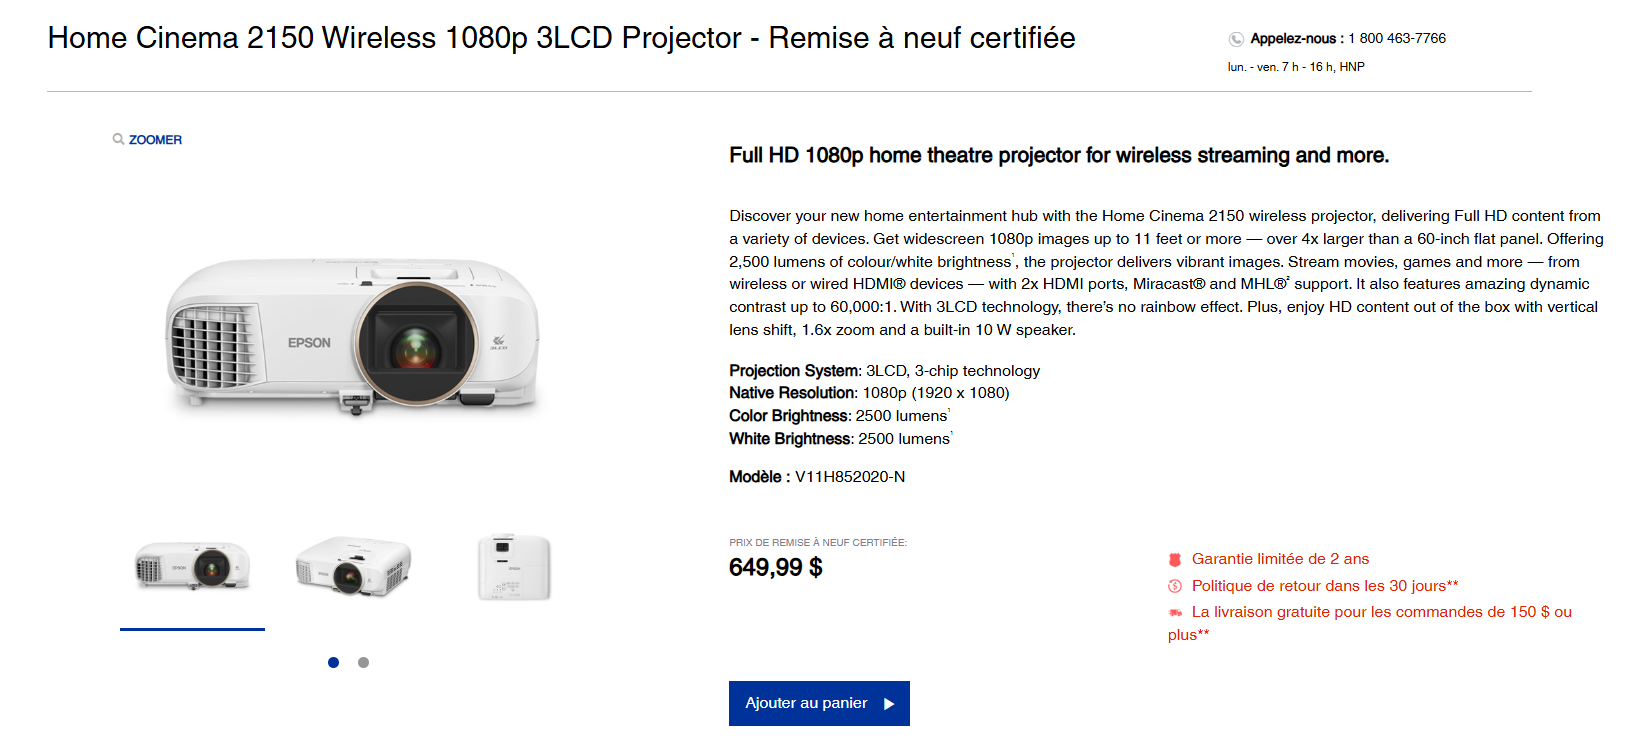 Home Cinema 2150 Wireless 1080p 3LCD Projector - Remise à neuf certifiée
Appelez-nous : 1 800 463-7766
lun. - ven. 7 h - 16 h, HNP
ZOOMER
Full HD 1080p home theatre projector for wireless streaming and more.
Discover your new home entertainment hub with the Home Cinema 2150 wireless projector, delivering Full HD content from
a variety of devices. Get widescreen 1080p images up to 11 feet or more — over 4x larger than a 60-inch flat panel. Offering
2,500 lumens of colour/white brightness¹, the projector delivers vibrant images. Stream movies, games and more — from
wireless or wired HDMI® devices — with 2x HDMI ports, Miracast® and MHL®² support. It also features amazing dynamic
contrast up to 60,000:1. With 3LCD technology, there's no rainbow effect. Plus, enjoy HD content out of the box with vertical
lens shift, 1.6x zoom and a built-in 10 W speaker.
EPSON
3LCD
Projection System: 3LCD, 3-chip technology
Native Resolution: 1080p (1920 x 1080)
Color Brightness: 2500 lumens¹
White Brightness: 2500 lumens¹
Modèle : V11H852020-N
PRIX DE REMISE À NEUF CERTIFIÉE:
649,99 $
Garantie limitée de 2 ans
Politique de retour dans les 30 jours**
La livraison gratuite pour les commandes de 150 $ ou
plus**
EPSON
Ajouter au panier